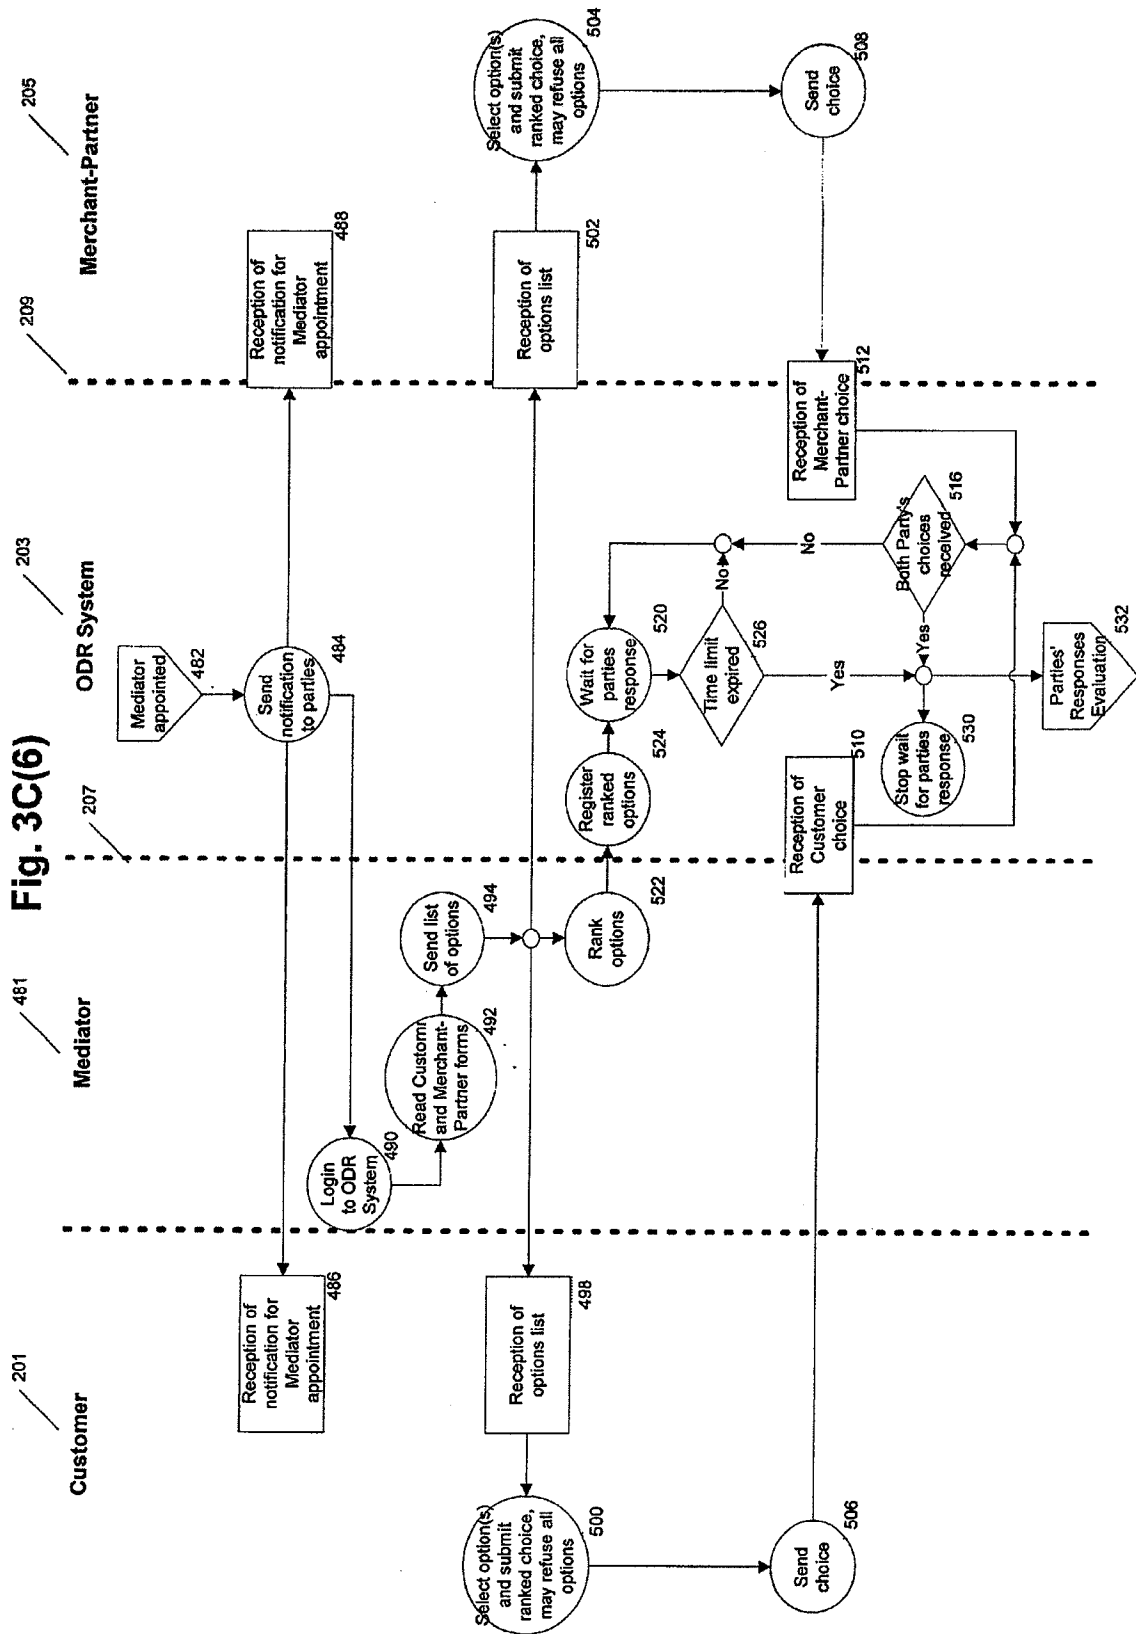 Fig. 3C(6)
201
481
207
203
209
205
Customer
Mediator
ODR System
Merchant-Partner
Mediator
appointed
482
Send
notification
to parties
484
Reception of
notification for
Mediator
appointment
486
Reception of
notification for
Mediator
appointment
488
Login
to ODR
System
490
Read Custom
and Merchant-
Partner forms
492
Send list
of options
494
Reception of
options list
498
Reception of
options list
502
Select option(s)
and submit
ranked choice,
may refuse all
options
500
Select option(s)
and submit
ranked choice,
may refuse all
options
504
Rank
options
522
Register
ranked
options
524
Wait for
parties
response
520
Time limit
expired
526
No
Yes
Send
choice
506
Send
choice
508
Reception of
Customer
choice
510
Reception of
Merchant-
Partner choice
512
Both Party's
choices
received
516
No
Yes
Stop wait
for parties
response
530
Parties'
Responses
Evaluation
532